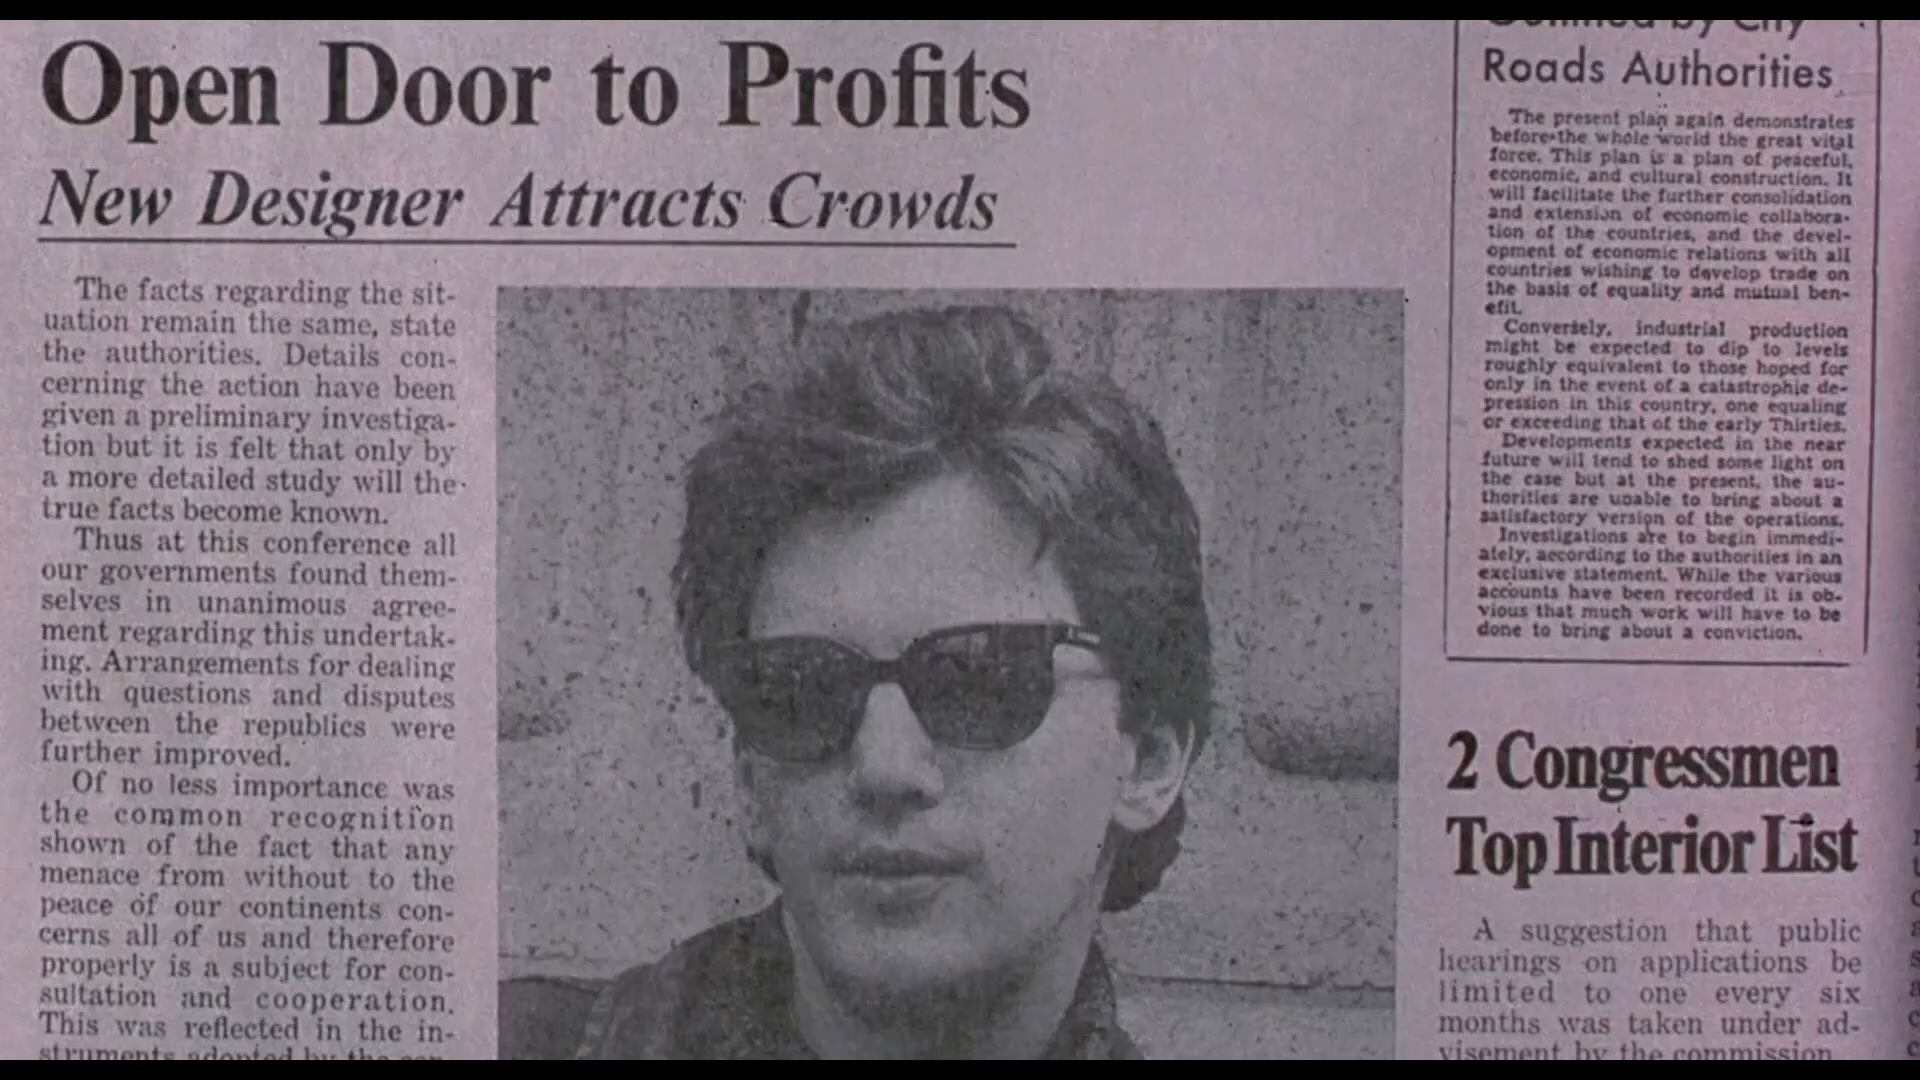 Open Door to Profits
New Designer Attracts Crowds
The facts regarding the sit-
uation remain the same, state
the authorities. Details con-
cerning the action have been
given a preliminary investiga-
tion but it is felt that only by
a more detailed study will the
true facts become known.
Thus at this conference all
our governments found them-
selves in unanimous agree-
ment regarding this undertak-
ing. Arrangements for dealing
with questions and disputes
between the republics were
further improved.
Of no less importance was
the common recognition
shown of the fact that any
menace from without to the
peace of our continents con-
cerns all of us and therefore
properly is a subject for con-
sultation and cooperation.
This was reflected in the in-
struments adopted by the con-
by City
Roads Authorities
The present plan again demonstrates
before the whole world the great vital
force. This plan is a plan of peaceful,
economic, and cultural construction. It
will facilitate the further consolidation
and extension of economic collabora-
tion of the countries, and the devel-
opment of economic relations with all
countries wishing to develop trade on
the basis of equality and mutual ben-
efit.
Conversely, industrial production
might be expected to dip to levels
roughly equivalent to those hoped for
only in the event of a catastrophic de-
pression in this country, one equaling
or exceeding that of the early Thirties.
Developments expected in the near
future will tend to shed some light on
the case but at the present, the au-
thorities are unable to bring about a
satisfactory version of the operations.
Investigations are to begin immedi-
ately, according to the authorities in an
exclusive statement. While the various
accounts have been recorded it is ob-
vious that much work will have to be
done to bring about a conviction.
2 Congressmen
Top Interior List
A suggestion that public
hearings on applications be
limited to one every six
months was taken under ad-
visement by the commission